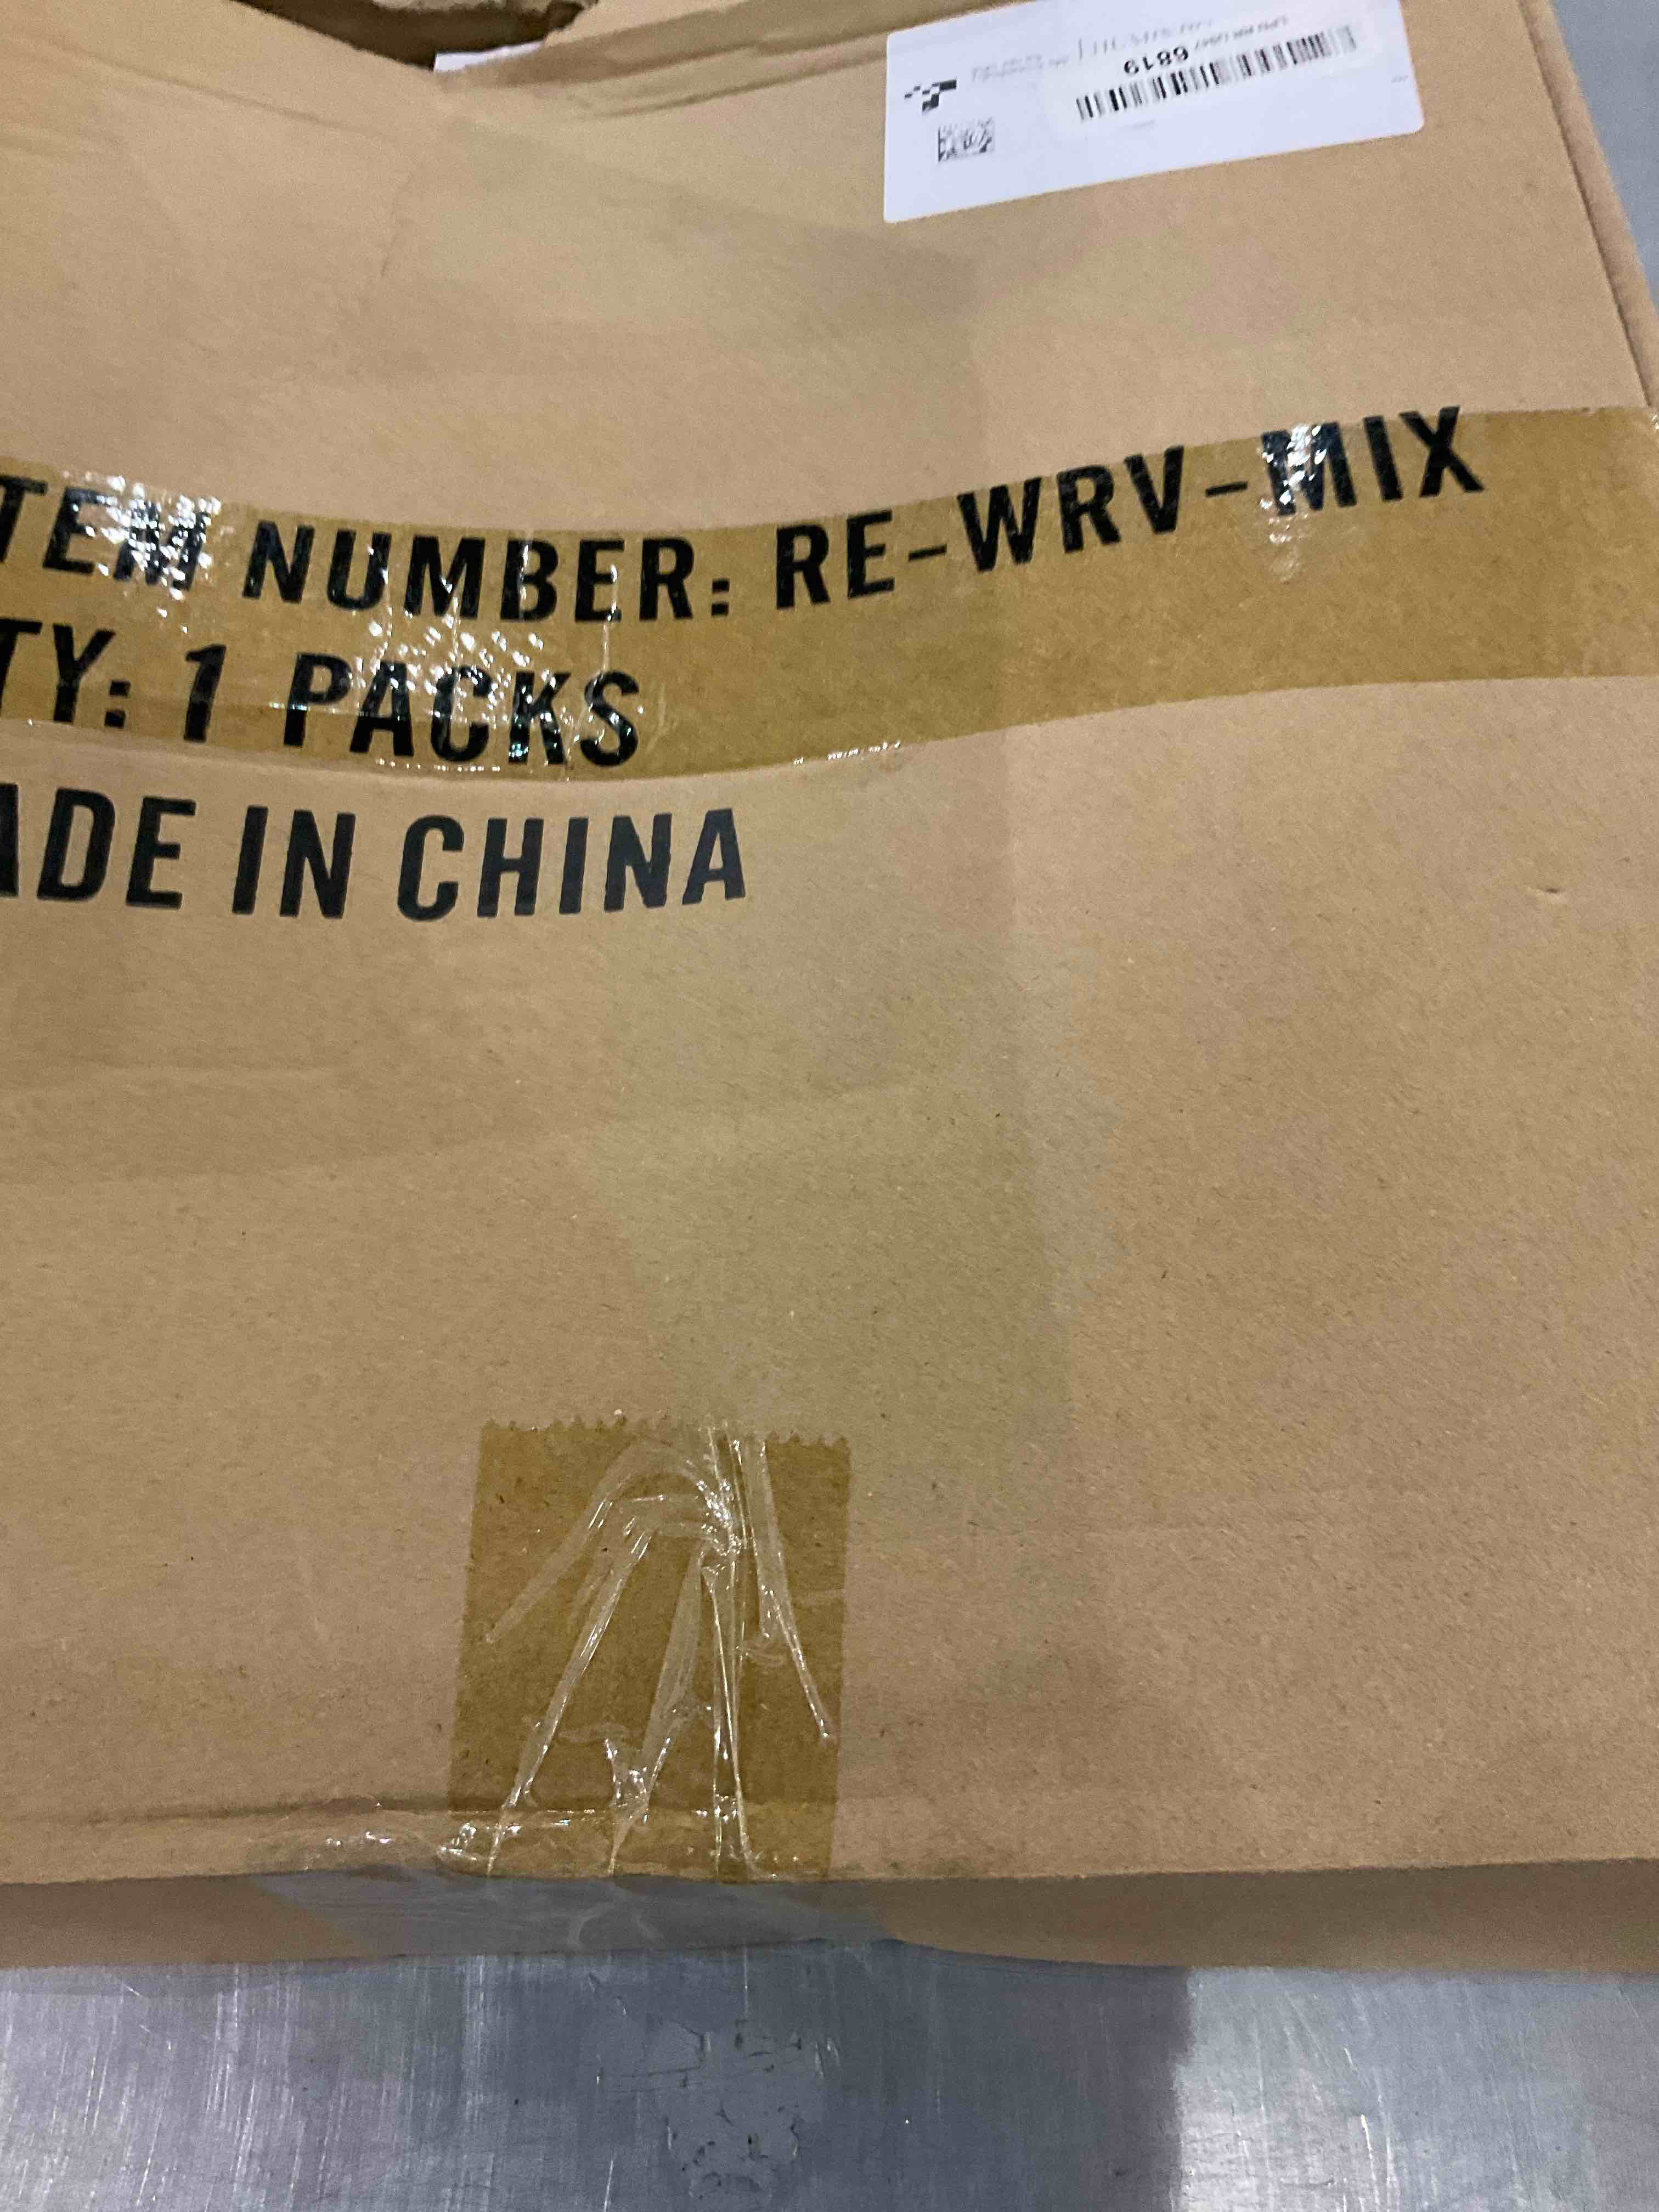 6819
TEM NUMBER: RE-WRV-MIX
TY: 1 PACKS
ADE IN CHINA